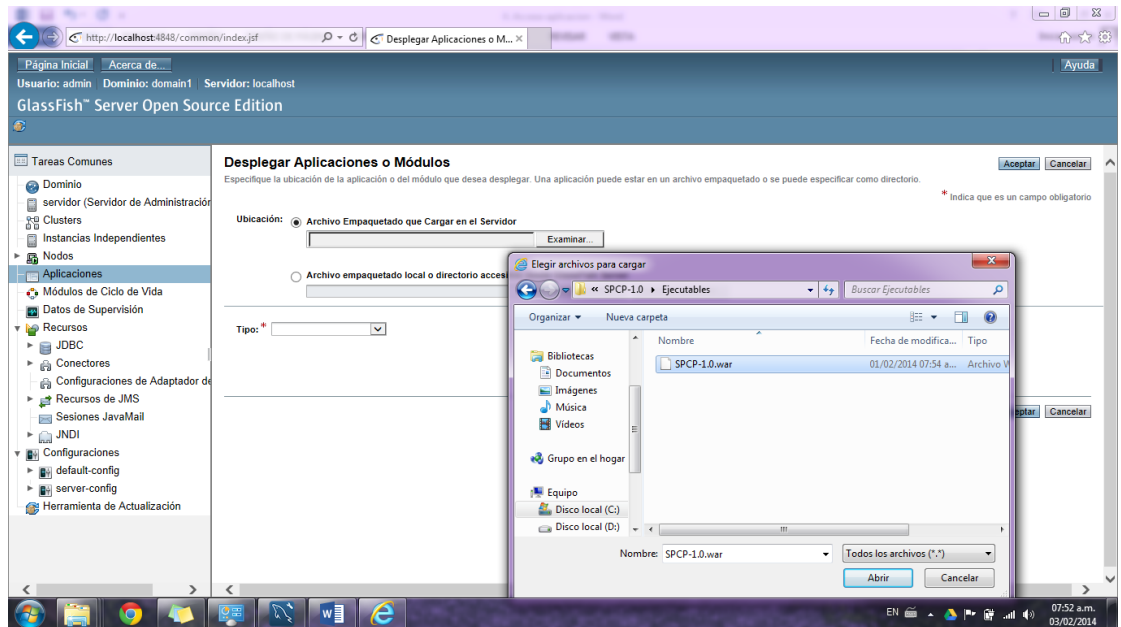 http://localhost:4848/common/index.jsf
Desplegar Aplicaciones o M...
Página Inicial
Acerca de...
Ayuda
Usuario: admin Dominio: domain1 Servidor: localhost
GlassFish™ Server Open Source Edition
Tareas Comunes
Dominio
servidor (Servidor de Administración
Clusters
Instancias Independientes
Nodos
Aplicaciones
Módulos de Ciclo de Vida
Datos de Supervisión
Recursos
JDBC
Conectores
Configuraciones de Adaptador de
Recursos de JMS
Sesiones JavaMail
JNDI
Configuraciones
default-config
server-config
Herramienta de Actualización
Desplegar Aplicaciones o Módulos
Aceptar Cancelar
Especifique la ubicación de la aplicación o del módulo que desea desplegar. Una aplicación puede estar en un archivo empaquetado o se puede especificar como directorio.
* Indica que es un campo obligatorio
Ubicación: Archivo Empaquetado que Cargar en el Servidor
Examinar...
Archivo empaquetado local o directorio acces
Tipo: *
eptar Cancelar
Elegir archivos para cargar
« SPCP-1.0 Ejecutables
Buscar Ejecutables
Organizar Nueva carpeta
Nombre Fecha de modifica... Tipo
SPCP-1.0.war 01/02/2014 07:54 a... Archivo W
Bibliotecas
Documentos
Imágenes
Música
Vídeos
Grupo en el hogar
Equipo
Disco local (C:)
Disco local (D:)
Nombre: SPCP-1.0.war
Todos los archivos (*.*)
Abrir Cancelar
EN
07:52 a.m.
03/02/2014